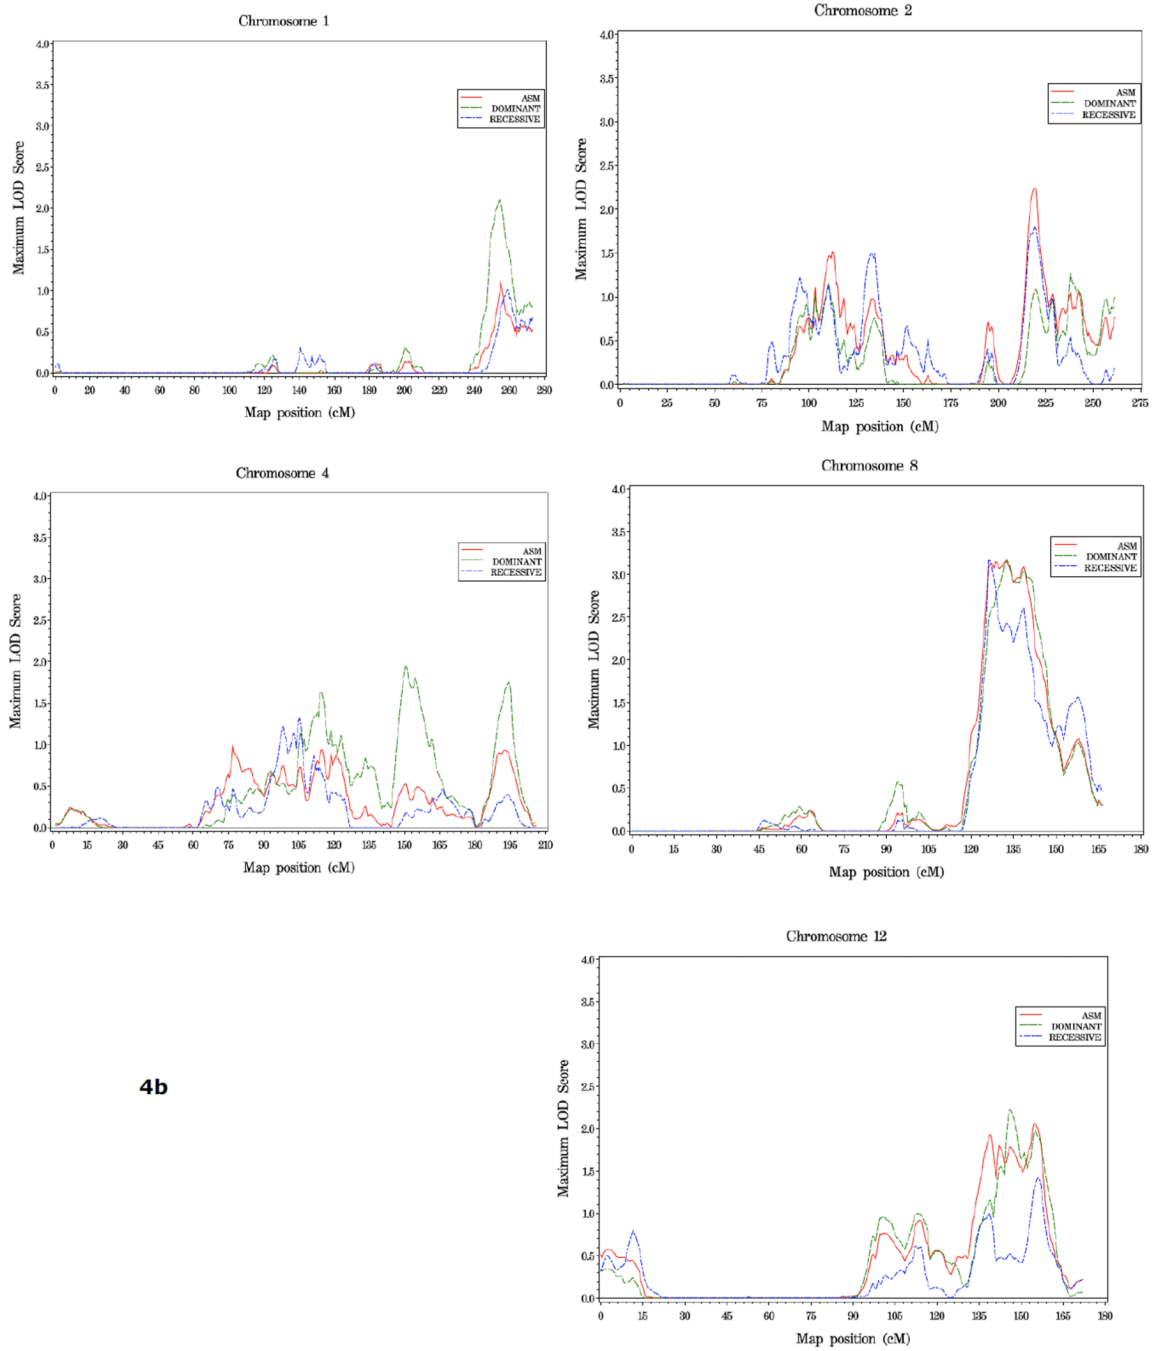 Chromosome 1
4.0
3.5
3.0
2.5
2.0
1.5
1.0
0.5
0.0
Maximum LOD Score
ASM
DOMINANT
RECESSIVE
0 20 40 60 80 100 120 140 160 180 200 220 240 260 280
Map position (cM)
Chromosome 2
4.0
3.5
3.0
2.5
2.0
1.5
1.0
0.5
0.0
Maximum LOD Score
ASM
DOMINANT
RECESSIVE
0 25 50 75 100 125 150 175 200 225 250 275
Map position (cM)
Chromosome 4
4.0
3.5
3.0
2.5
2.0
1.5
1.0
0.5
0.0
Maximum LOD Score
ASM
DOMINANT
RECESSIVE
0 15 45 60 75 90 105 120 135 150 165 180 195 210
Map position (cM)
Chromosome 8
4.0
3.5
3.0
2.5
2.0
1.5
1.0
0.5
0.0
Maximum LOD Score
ASM
DOMINANT
RECESSIVE
0 15 30 45 60 75 90 105 120 135 150 165 180
Map position (cM)
4b
Chromosome 12
4.0
3.5
3.0
2.5
2.0
1.5
1.0
0.5
0.0
Maximum LOD Score
ASM
DOMINANT
RECESSIVE
0 15 30 45 60 75 90 105 120 135 150 165 180
Map position (cM)